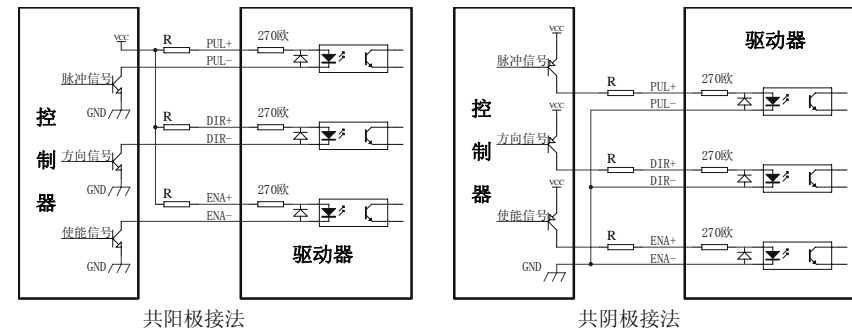 vcc
R
PUL+
270欧
PUL-
脉冲信号
GND
R
DIR+
270欧
DIR-
方向信号
GND
R
ENA+
270欧
ENA-
使能信号
GND
控
制
器
驱动器
共阳极接法
vcc
脉冲信号
R
PUL+
270欧
PUL-
vcc
方向信号
R
DIR+
270欧
DIR-
vcc
使能信号
R
ENA+
270欧
ENA-
GND
控
制
器
驱动器
共阴极接法